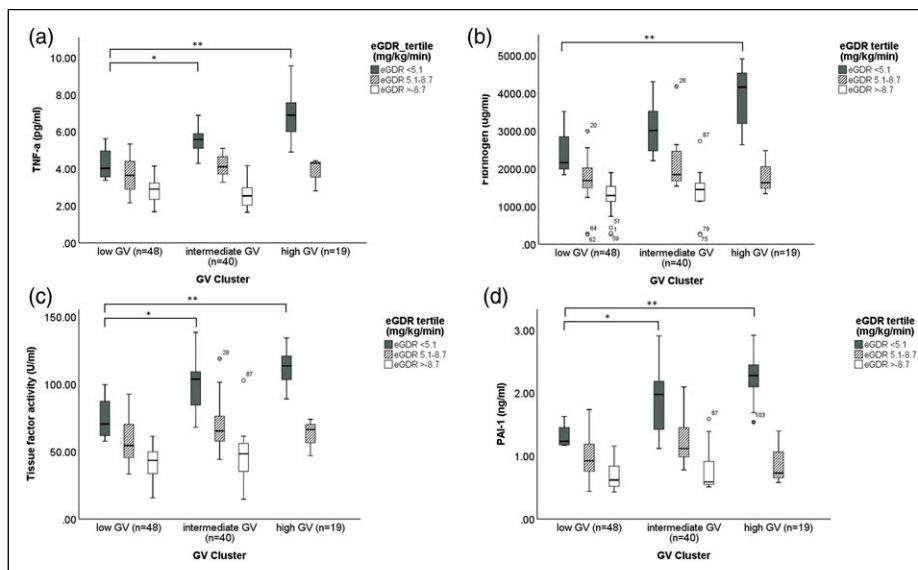 (a)
eGDR_tertile
(mg/kg/min)
eGDR <5.1
eGDR 5.1-8.7
eGDR >-8.7
**
*
10.00
8.00
6.00
4.00
2.00
.00
TNF-a (pg/ml)
low GV (n=48)
intermediate GV
(n=40)
high GV (n=19)
GV Cluster
(b)
eGDR tertile
(mg/kg/min)
eGDR <5.1
eGDR 5.1-8.7
eGDR >-8.7
**
5000.00
4000.00
3000.00
2000.00
1000.00
.00
Fibrinogen (ug/ml)
20
64
62
51
1
59
28
87
79
75
low GV (n=48)
intermediate GV
(n=40)
high GV (n=19)
GV Cluster
(c)
eGDR tertile
(mg/kg/min)
eGDR <5.1
eGDR 5.1-8.7
eGDR >-8.7
**
*
150.00
100.00
50.00
.00
Tissue factor activity (U/ml)
28
87
low GV (n=48)
intermediate GV
(n=40)
high GV (n=19)
GV Cluster
(d)
eGDR tertile
(mg/kg/min)
eGDR <5.1
eGDR 5.1-8.7
eGDR >-8.7
**
*
3.00
2.00
1.00
.00
PAI-1 (ng/ml)
87
103
low GV (n=48)
intermediate GV
(n=40)
high GV (n=19)
GV Cluster